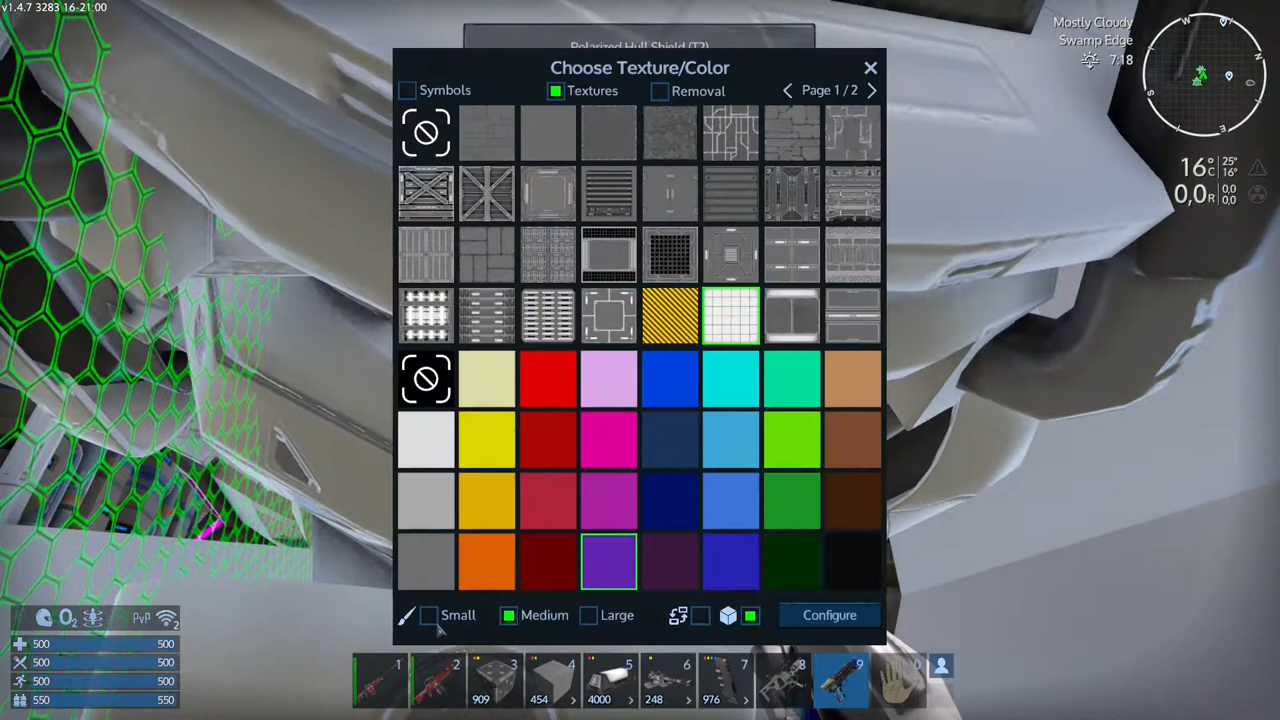 v1.4.7 3283 16-21:00
Mostly Cloudy
Swamp Edge
7:18
W
N
S
E
16°C 25° 16°
0,0R 0,0 0,0
Polarized Hull Shield (T2)
Choose Texture/Color
Symbols Textures Removal Page 1 / 2
Small Medium Large Configure
O2 PvP 2
500 500
500 500
500 500
550 550
1 2 3 4 5 6 7 8 9 0
909 454 4000 248 976